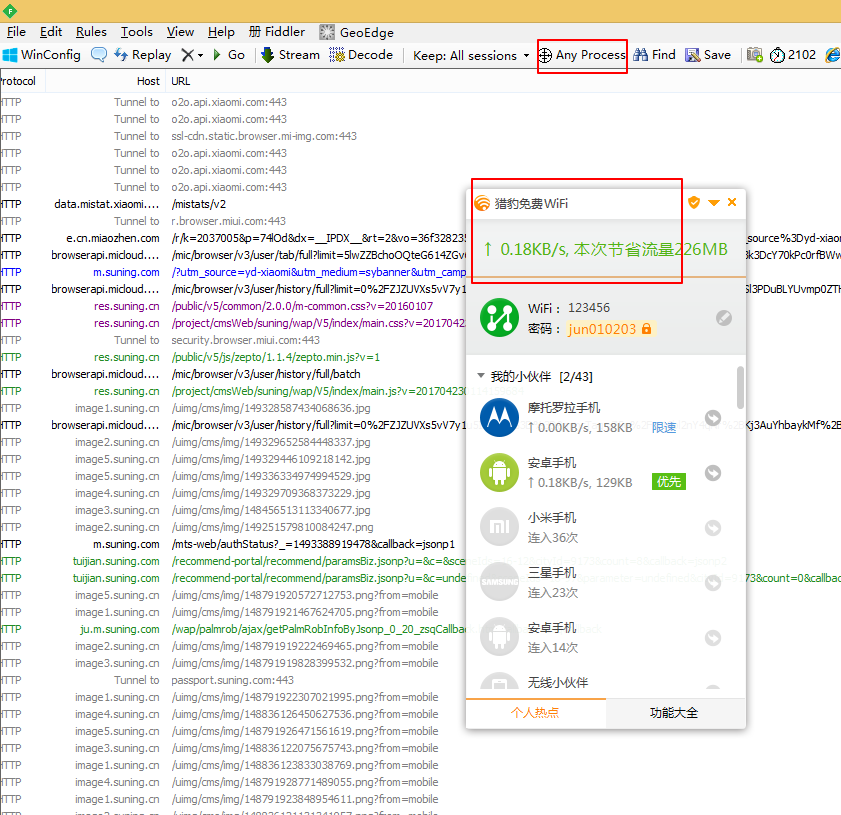 File Edit Rules Tools View Help 册 Fiddler GeoEdge
WinConfig Replay Go Stream Decode Keep: All sessions Any Process Find Save 2102
rotocol Host URL
HTTP Tunnel to o2o.api.xiaomi.com:443
HTTP Tunnel to o2o.api.xiaomi.com:443
HTTP Tunnel to ssl-cdn.static.browser.mi-img.com:443
HTTP Tunnel to o2o.api.xiaomi.com:443
HTTP Tunnel to o2o.api.xiaomi.com:443
HTTP Tunnel to o2o.api.xiaomi.com:443
HTTP data.mistat.xiaomi.... /mistats/v2
HTTP Tunnel to r.browser.miui.com:443
HTTP e.cn.miaozhen.com /r/k=2037005&p=74lOd&dx=__IPDX__&rt=2&vo=36f328235
HTTP browserapi.micloud.... /mic/browser/v3/user/tab/full?limit=0%2F
HTTP m.suning.com /?utm_source=yd-xiaomi&utm_medium=sybanner&utm_camp
HTTP browserapi.micloud.... /mic/browser/v3/user/history/full?limit=0%2FZJZUVXs5vV7y1
HTTP res.suning.cn /public/v5/common/2.0.0/m-common.css?v=20160107
HTTP res.suning.cn /project/cmsWeb/suning/wap/V5/index/main.css?v=2017042
HTTP Tunnel to security.browser.miui.com:443
HTTP res.suning.cn /public/v5/js/zepto/1.1.4/zepto.min.js?v=1
HTTP browserapi.micloud.... /mic/browser/v3/user/history/full/batch
HTTP res.suning.cn /project/cmsWeb/suning/wap/V5/index/main.js?v=20170423
HTTP image1.suning.cn /uimg/cms/img/149328587434068636.jpg
HTTP browserapi.micloud.... /mic/browser/v3/user/history/full?limit=0%2FZJZUVXs5vV7y1
HTTP image2.suning.cn /uimg/cms/img/149329652584448337.jpg
HTTP image5.suning.cn /uimg/cms/img/149329446109218142.jpg
HTTP image5.suning.cn /uimg/cms/img/149336334974994529.jpg
HTTP image4.suning.cn /uimg/cms/img/149329709368373229.jpg
HTTP image3.suning.cn /uimg/cms/img/148456513113340677.jpg
HTTP image2.suning.cn /uimg/cms/img/149251579810084247.png
HTTP m.suning.com /mts-web/authStatus?_=1493388919478&callback=jsonp1
HTTP tuijian.suning.com /recommend-portal/recommend/paramsBiz.jsonp?u=&c=&sce
HTTP tuijian.suning.com /recommend-portal/recommend/paramsBiz.jsonp?u=&c=unde 9173&count=0&callba
HTTP image5.suning.cn /uimg/cms/img/148791920572712753.png?from=mobile
HTTP image1.suning.cn /uimg/cms/img/148791921467624705.png?from=mobile
HTTP ju.m.suning.com /wap/palmrob/ajax/getPalmRobInfoByJsonp_0_20_zsqCallba
HTTP image2.suning.cn /uimg/cms/img/148791919222469465.png?from=mobile
HTTP image3.suning.cn /uimg/cms/img/148791919828399532.png?from=mobile
HTTP Tunnel to passport.suning.com:443
HTTP image1.suning.cn /uimg/cms/img/148791922307021995.png?from=mobile
HTTP image4.suning.cn /uimg/cms/img/148836126450627536.png?from=mobile
HTTP image5.suning.cn /uimg/cms/img/148791926471561619.png?from=mobile
HTTP image3.suning.cn /uimg/cms/img/148836122075675743.png?from=mobile
HTTP image1.suning.cn /uimg/cms/img/148836123833038769.png?from=mobile
HTTP image4.suning.cn /uimg/cms/img/148791928771489055.png?from=mobile
HTTP image1.suning.cn /uimg/cms/img/148791923848954611.png?from=mobile
猎豹免费WiFi
↑ 0.18KB/s, 本次节省流量226MB
WiFi： 123456
密码： jun010203
我的小伙伴 [2/43]
摩托罗拉手机
↑ 0.00KB/s, 158KB 限速
安卓手机
↑ 0.18KB/s, 129KB 优先
小米手机
连入36次
SAMSUNG
三星手机
连入23次
安卓手机
连入14次
无线小伙伴
个人热点 功能大全